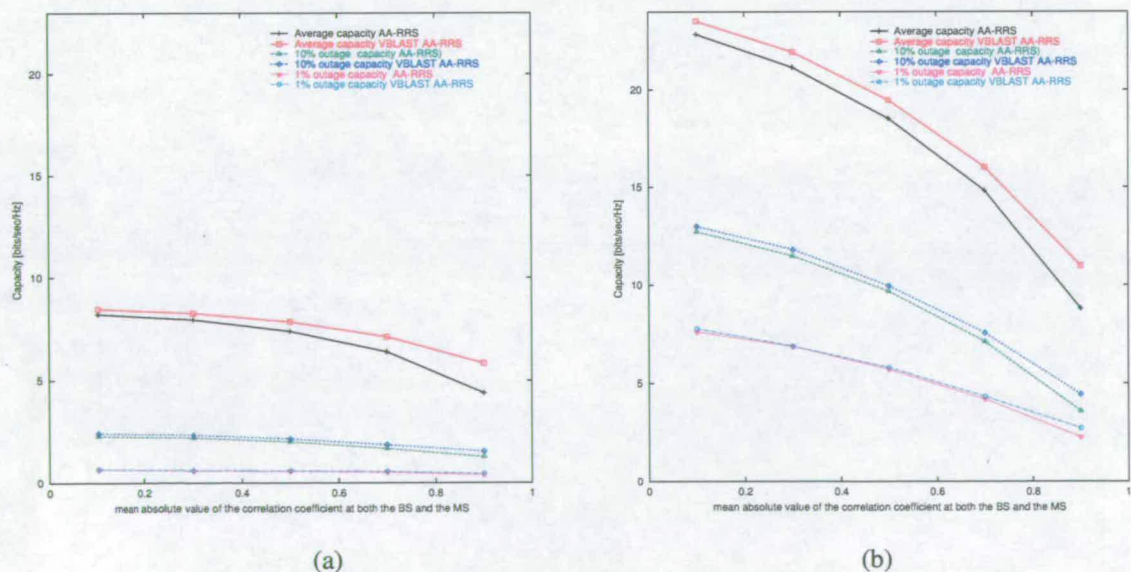 Average capacity AA-RRS
Average capacity VBLAST AA-RRS
10% outage capacity AA-RRS)
10% outage capacity VBLAST AA-RRS
1% outage capacity AA-RRS
1% outage capacity VBLAST AA-RRS
Capacity [bits/sec/Hz]
20
15
10
5
0
0 0.2 0.4 0.6 0.8 1
mean absolute value of the correlation coefficient at both the BS and the MS
(a)
Average capacity AA-RRS
Average capacity VBLAST AA-RRS
10% outage capacity AA-RRS)
10% outage capacity VBLAST AA-RRS
1% outage capacity AA-RRS
1% outage capacity VBLAST AA-RRS
Capacity [bits/sec/Hz]
20
15
10
5
0
0 0.2 0.4 0.6 0.8 1
mean absolute value of the correlation coefficient at both the BS and the MS
(b)